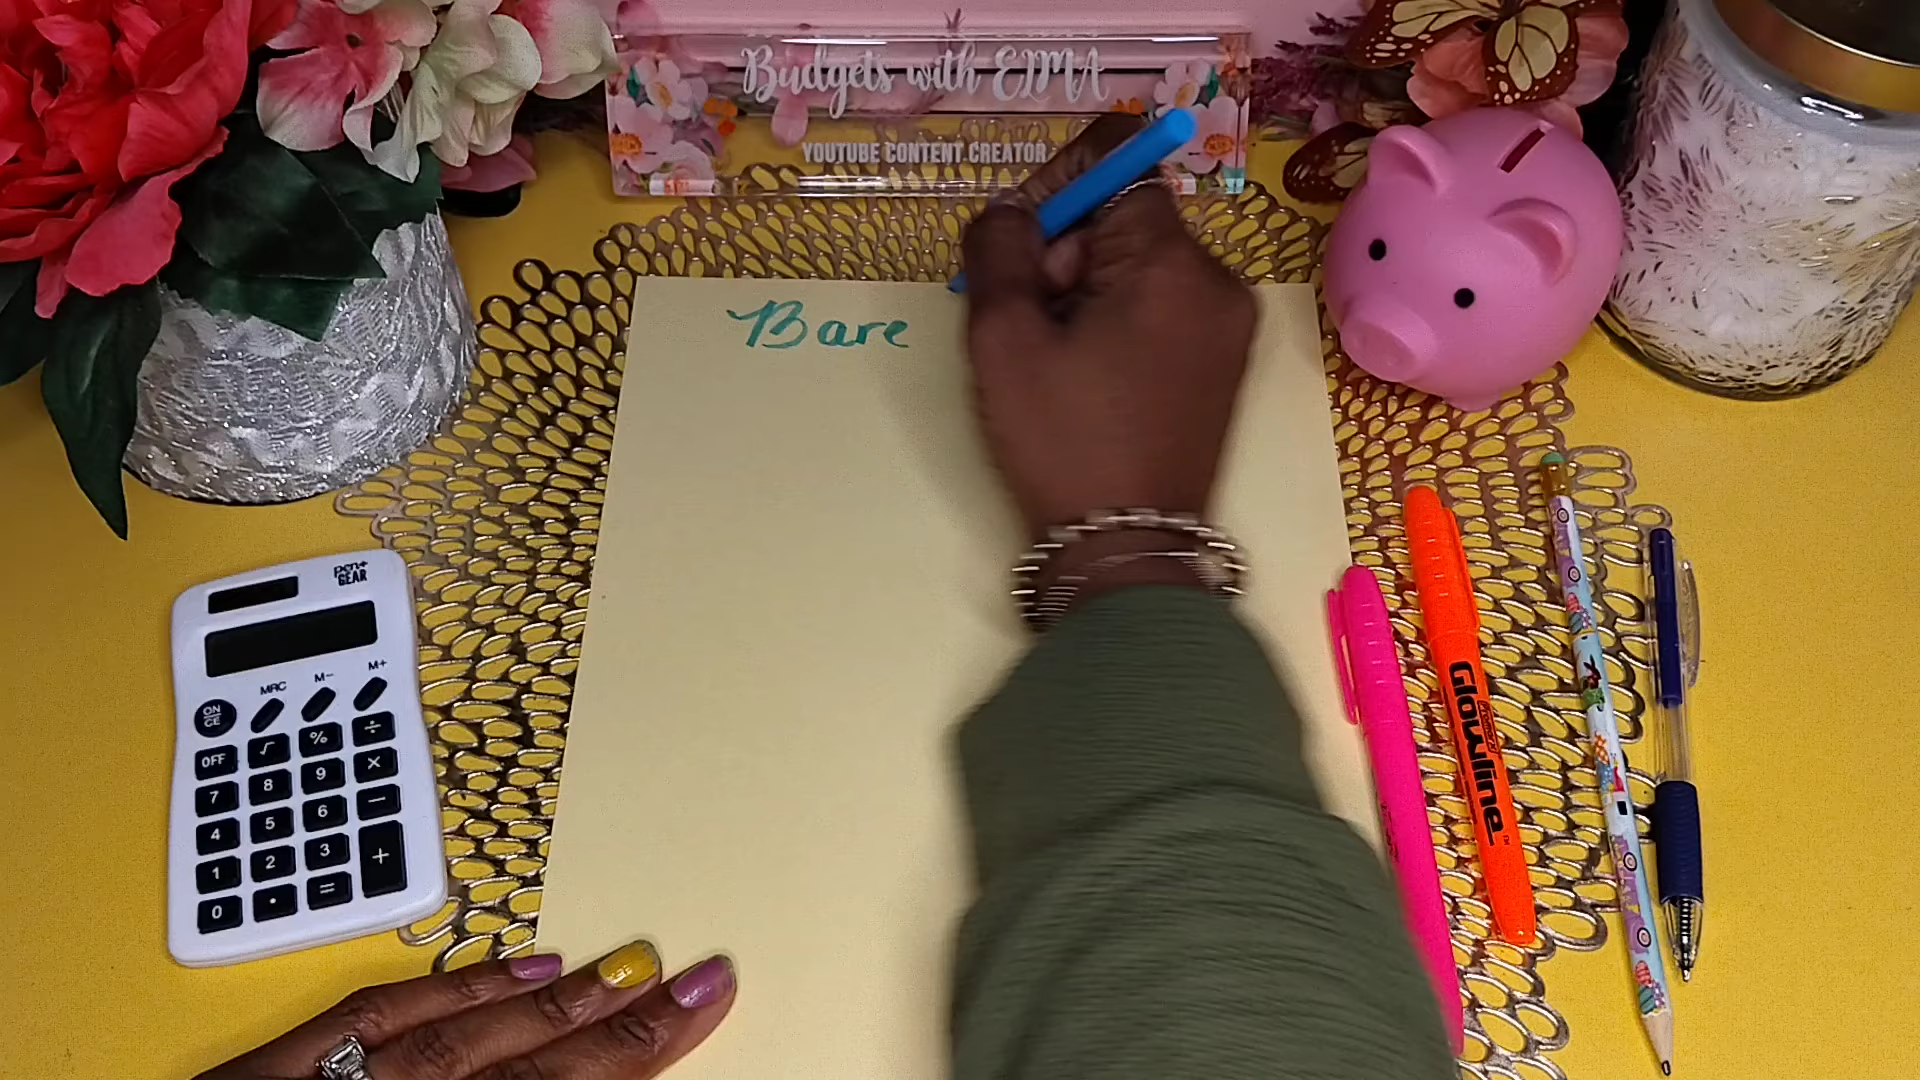 Budgets with ELMA
YOUTUBE CONTENT CREATOR
Bare
pen+
GEAR
MRC M- M+
ON
CE
OFF √ % ÷
7 8 9 ×
4 5 6 −
1 2 3 +
0 . =
Glowline